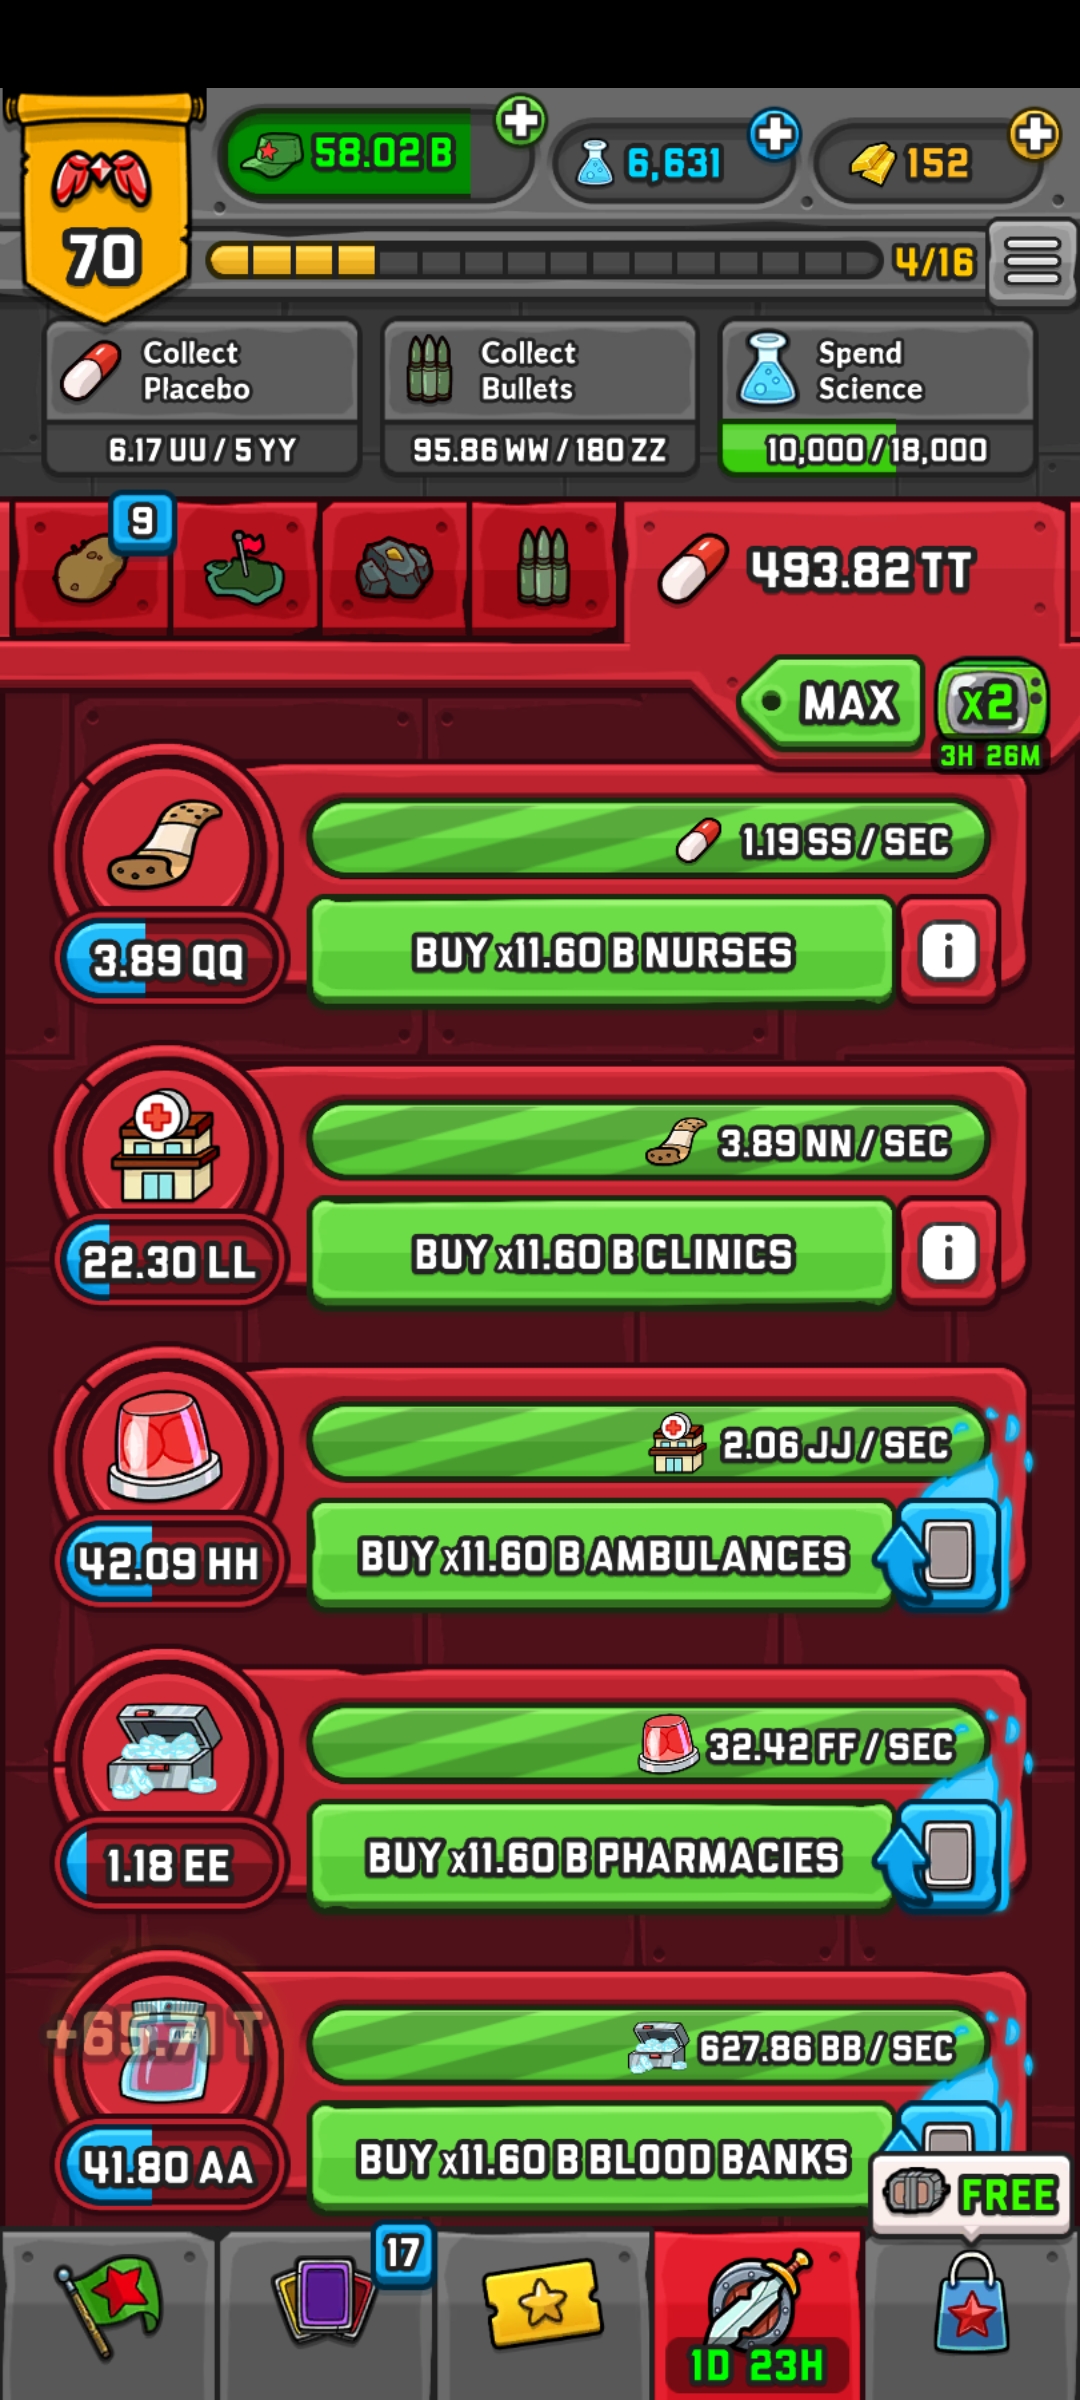 58.02 B
6,631
152
70
4/16
Collect
Placebo
6.17 UU / 5 YY
Collect
Bullets
95.86 WW / 180 ZZ
Spend
Science
10,000 / 18,000
9
493.82 TT
MAX
x2
3H 26M
1.19 SS / SEC
3.89 QQ
BUY x11.60 B NURSES
i
3.89 NN / SEC
22.30 LL
BUY x11.60 B CLINICS
i
2.06 JJ / SEC
42.09 HH
BUY x11.60 B AMBULANCES
32.42 FF / SEC
1.18 EE
BUY x11.60 B PHARMACIES
+65.71 T
627.86 BB / SEC
41.80 AA
BUY x11.60 B BLOOD BANKS
FREE
17
1D 23H